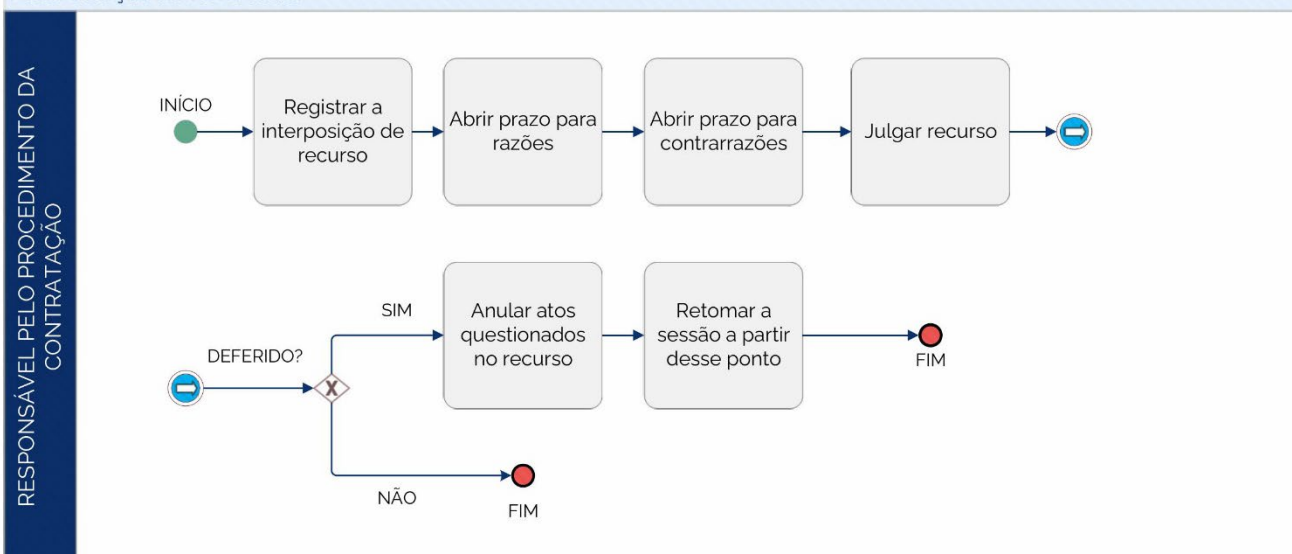 RESPONSÁVEL PELO PROCEDIMENTO DA
CONTRATAÇÃO
INÍCIO
Registrar a
interposição de
recurso
Abrir prazo para
razões
Abrir prazo para
contrarrazões
Julgar recurso
DEFERIDO?
X
SIM
Anular atos
questionados
no recurso
Retomar a
sessão a partir
desse ponto
FIM
NÃO
FIM